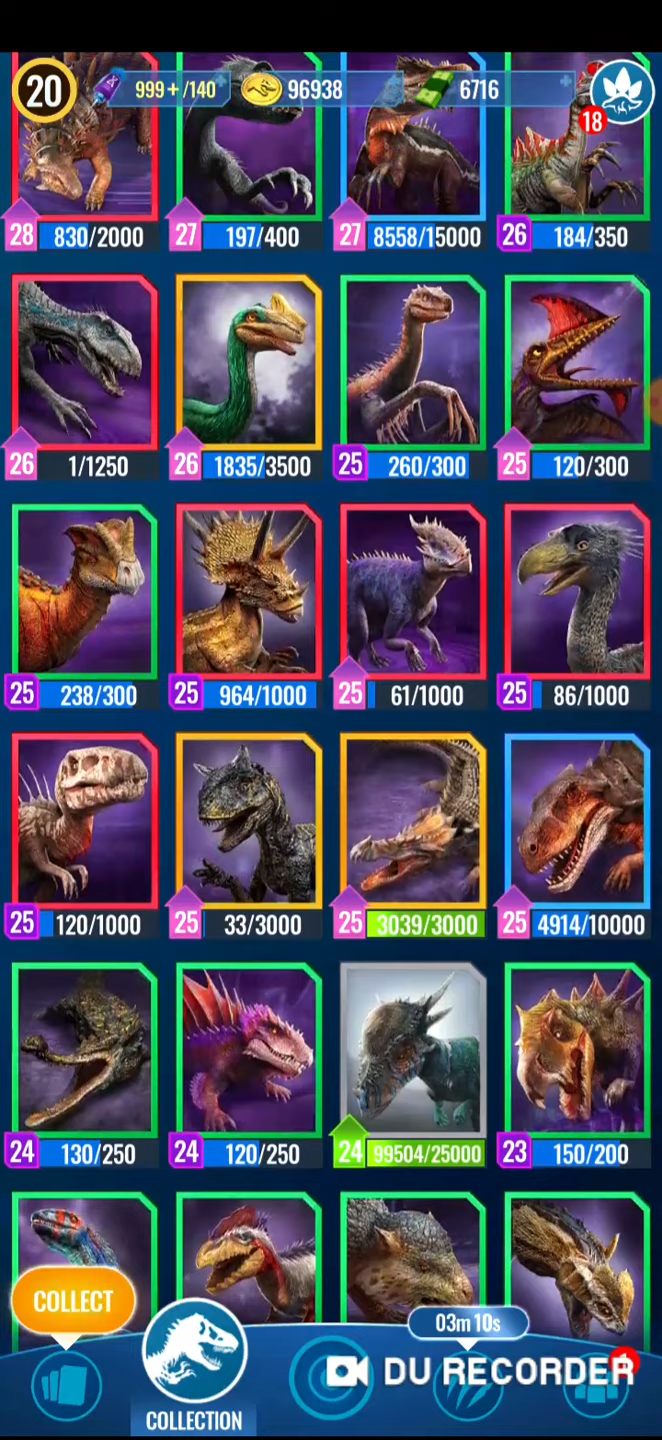 20 999+/140 96938 6716
18
28 830/2000 27 197/400 27 8558/15000 26 184/350
26 1/1250 26 1835/3500 25 260/300 25 120/300
25 238/300 25 964/1000 25 61/1000 25 86/1000
25 120/1000 25 33/3000 25 3039/3000 25 4914/10000
24 130/250 24 120/250 24 99504/25000 23 150/200
COLLECT
03m 10s
DU RECORDER
COLLECTION